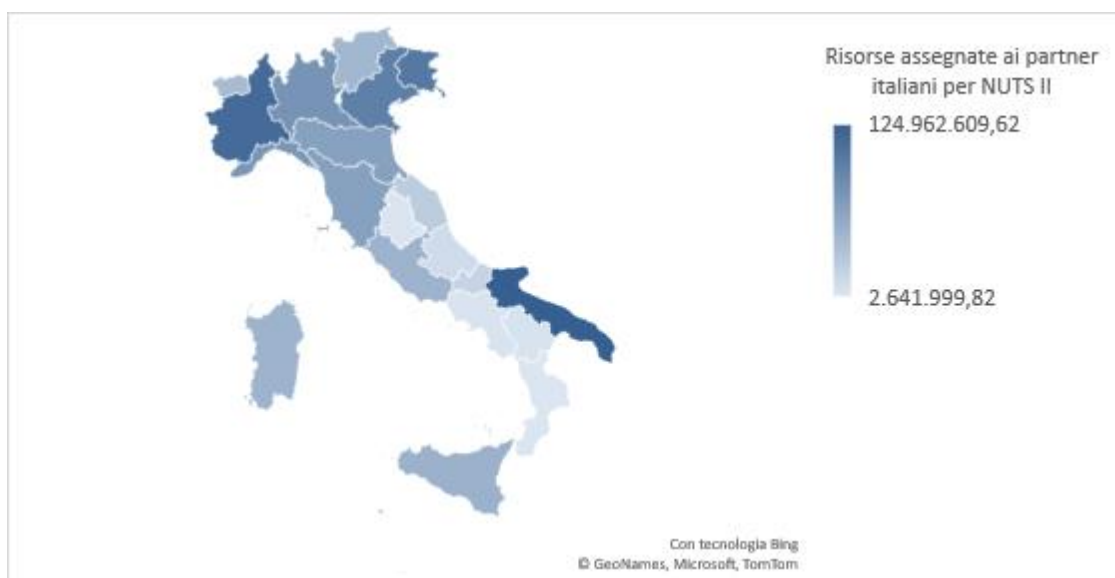 Risorse assegnate ai partner
italiani per NUTS II
124.962.609,62
2.641.999,82
Con tecnologia Bing
© GeoNames, Microsoft, TomTom